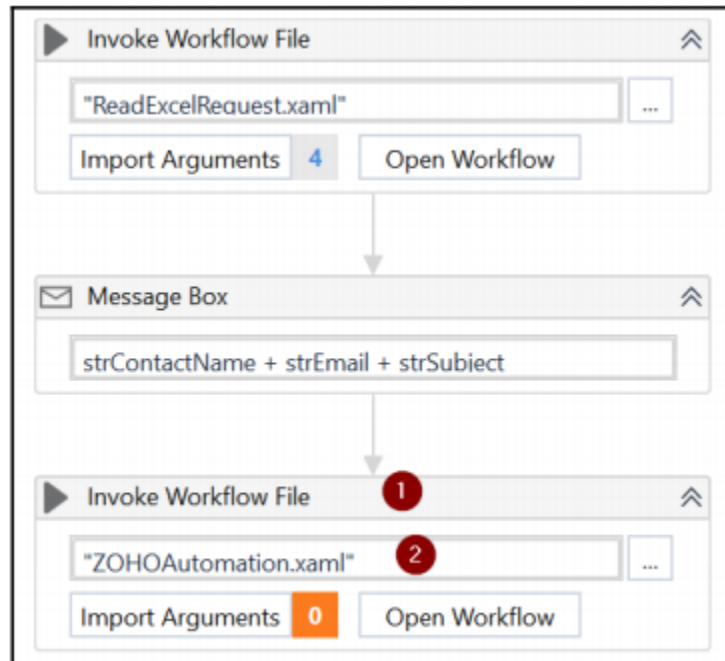 Invoke Workflow File
"ReadExcelRequest.xaml"
...
Import Arguments 4 Open Workflow
Message Box
strContactName + strEmail + strSubject
Invoke Workflow File 1
"ZOHOAutomation.xaml" 2
...
Import Arguments 0 Open Workflow